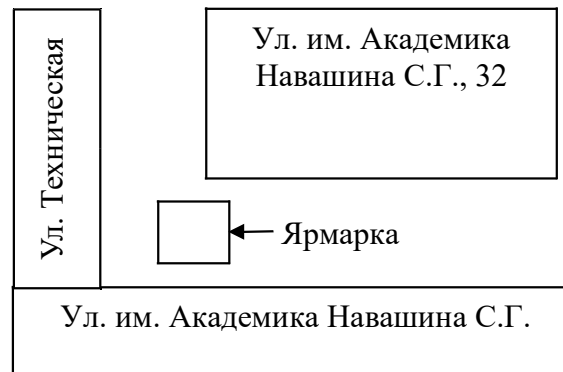 Ул. Техническая
Ул. им. Академика
Навашина С.Г., 32
Ярмарка
Ул. им. Академика Навашина С.Г.